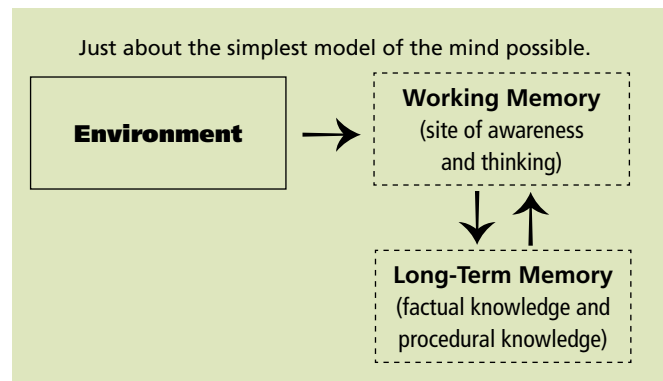 Just about the simplest model of the mind possible.
Environment
Working Memory
(site of awareness
and thinking)
Long-Term Memory
(factual knowledge and
procedural knowledge)